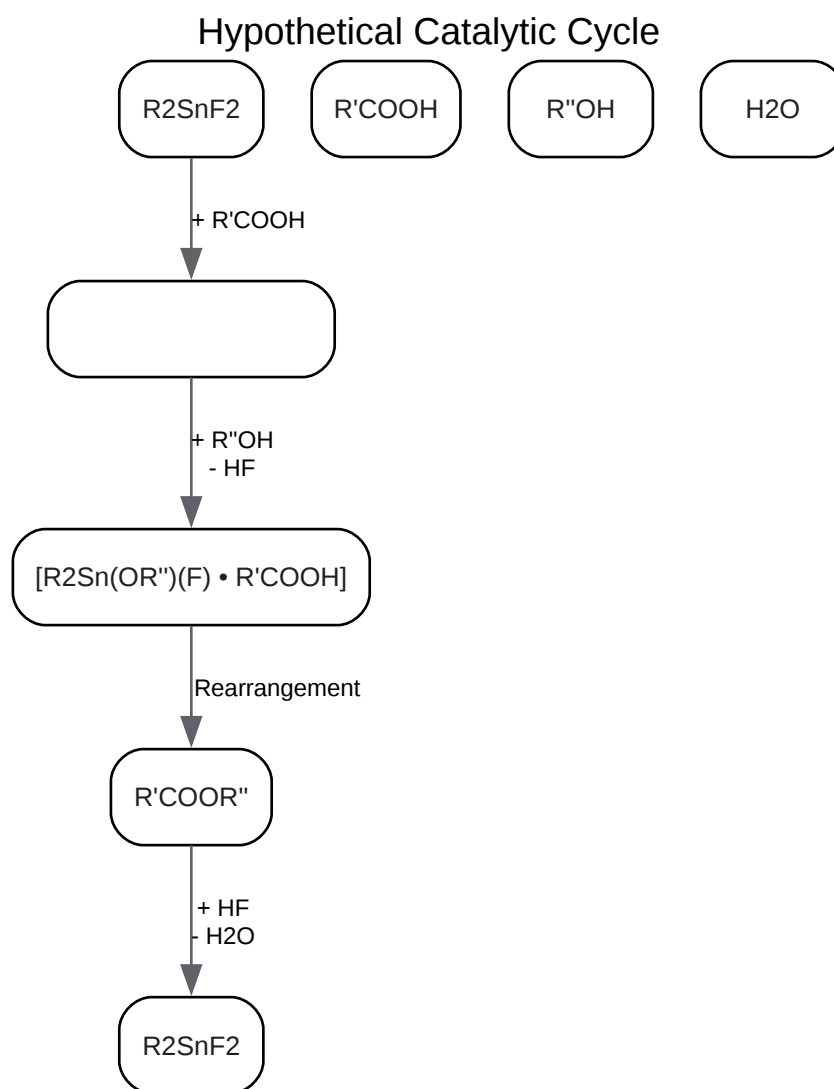 Hypothetical Catalytic Cycle
R2SnF2
R'COOH
R"OH
H2O
+ R'COOH
+ R"OH
- HF
[R2Sn(OR")(F) • R'COOH]
Rearrangement
R'COOR"
+ HF
- H2O
R2SnF2